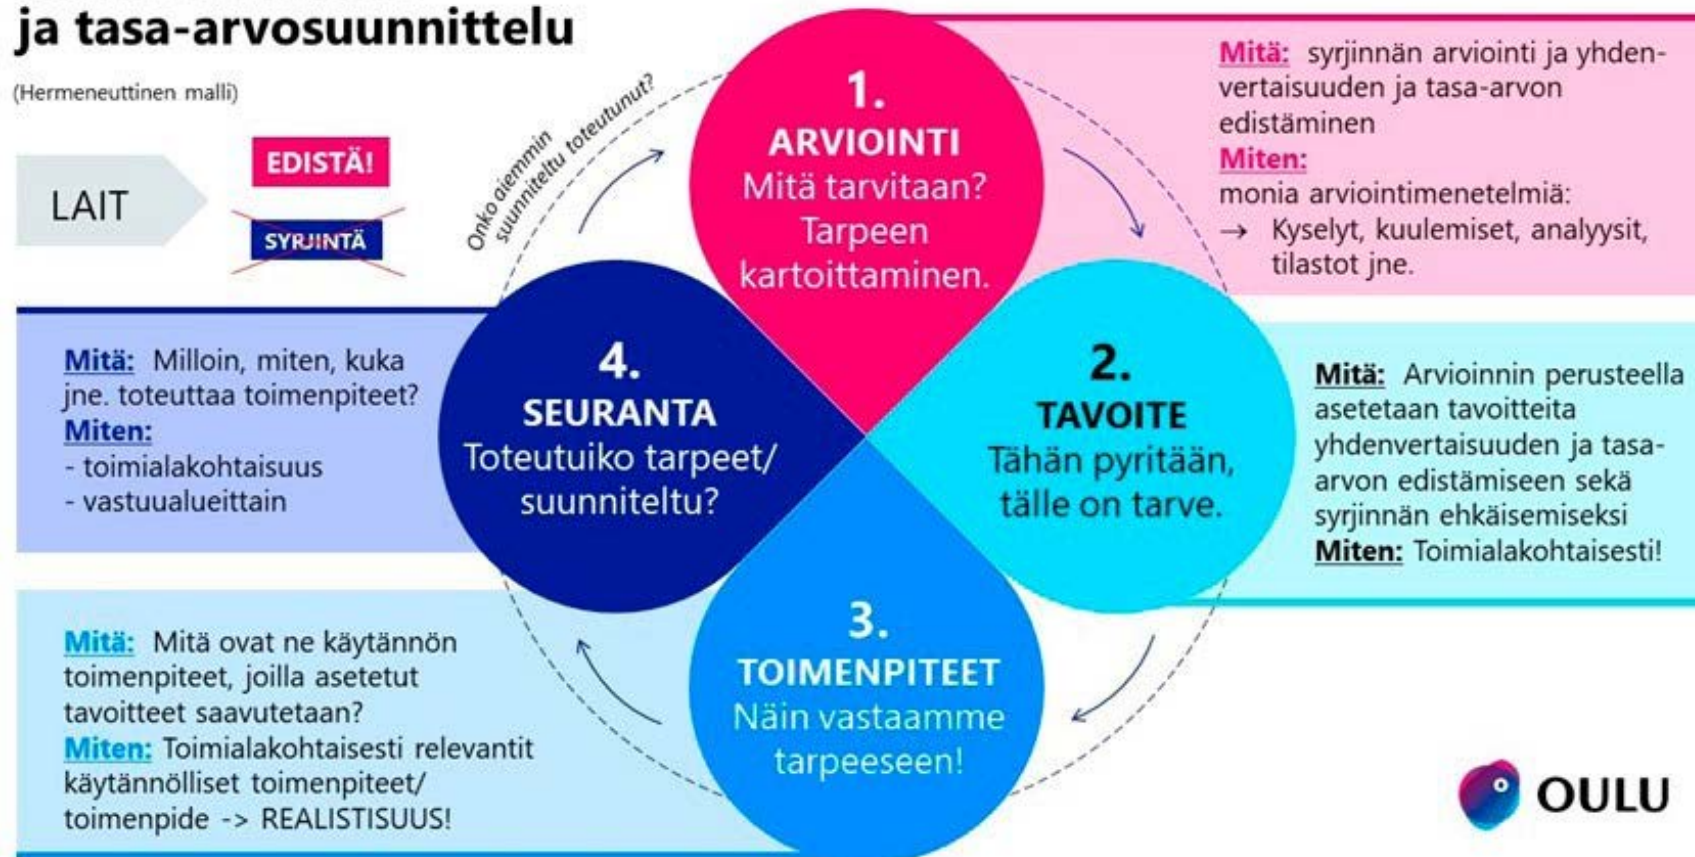 ja tasa-arvosuunnittelu
(Hermeneuttinen malli)
LAIT
EDISTÄ!
SYRJINTÄ
Onko aiemmin
suunniteltu toteutunut?
1.
ARVIOINTI
Mitä tarvitaan?
Tarpeen
kartoittaminen.
Mitä: syrjinnän arviointi ja yhden-
vertaisuuden ja tasa-arvon
edistäminen
Miten:
monia arviointimenetelmiä:
→ Kyselyt, kuulemiset, analyysit,
tilastot jne.
2.
TAVOITE
Tähän pyritään,
tälle on tarve.
Mitä: Arvioinnin perusteella
asetetaan tavoitteita
yhdenvertaisuuden ja tasa-
arvon edistämiseen sekä
syrjinnän ehkäisemiseksi
Miten: Toimialakohtaisesti!
3.
TOIMENPITEET
Näin vastaamme
tarpeeseen!
Mitä: Mitä ovat ne käytännön
toimenpiteet, joilla asetetut
tavoitteet saavutetaan?
Miten: Toimialakohtaisesti relevantit
käytännölliset toimenpiteet/
toimenpide -> REALISTISUUS!
4.
SEURANTA
Toteutuiko tarpeet/
suunniteltu?
Mitä: Milloin, miten, kuka
jne. toteuttaa toimenpiteet?
Miten:
- toimialakohtaisuus
- vastuualueittain
OULU